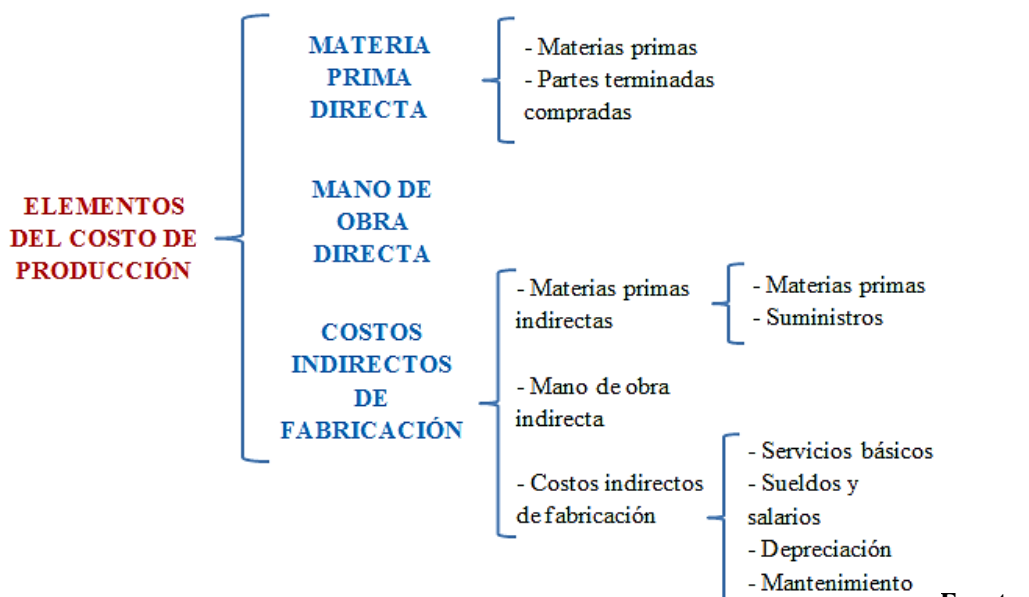 ELEMENTOS
DEL COSTO DE
PRODUCCIÓN
MATERIA
PRIMA
DIRECTA
- Materias primas
- Partes terminadas
compradas
MANO DE
OBRA
DIRECTA
COSTOS
INDIRECTOS
DE
FABRICACIÓN
- Materias primas
indirectas
- Materias primas
- Suministros
- Mano de obra
indirecta
- Costos indirectos
de fabricación
- Servicios básicos
- Sueldos y
salarios
- Depreciación
- Mantenimiento